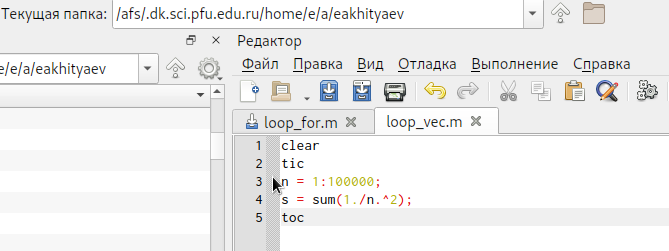 Текущая папка: /afs/.dk.sci.pfu.edu.ru/home/e/a/eakhityaev
Редактор
e/e/a/eakhityaev
Файл Правка Вид Отладка Выполнение Справка
loop_for.m loop_vec.m
1 clear
2 tic
3 n = 1:100000;
4 s = sum(1./n.^2);
5 toc